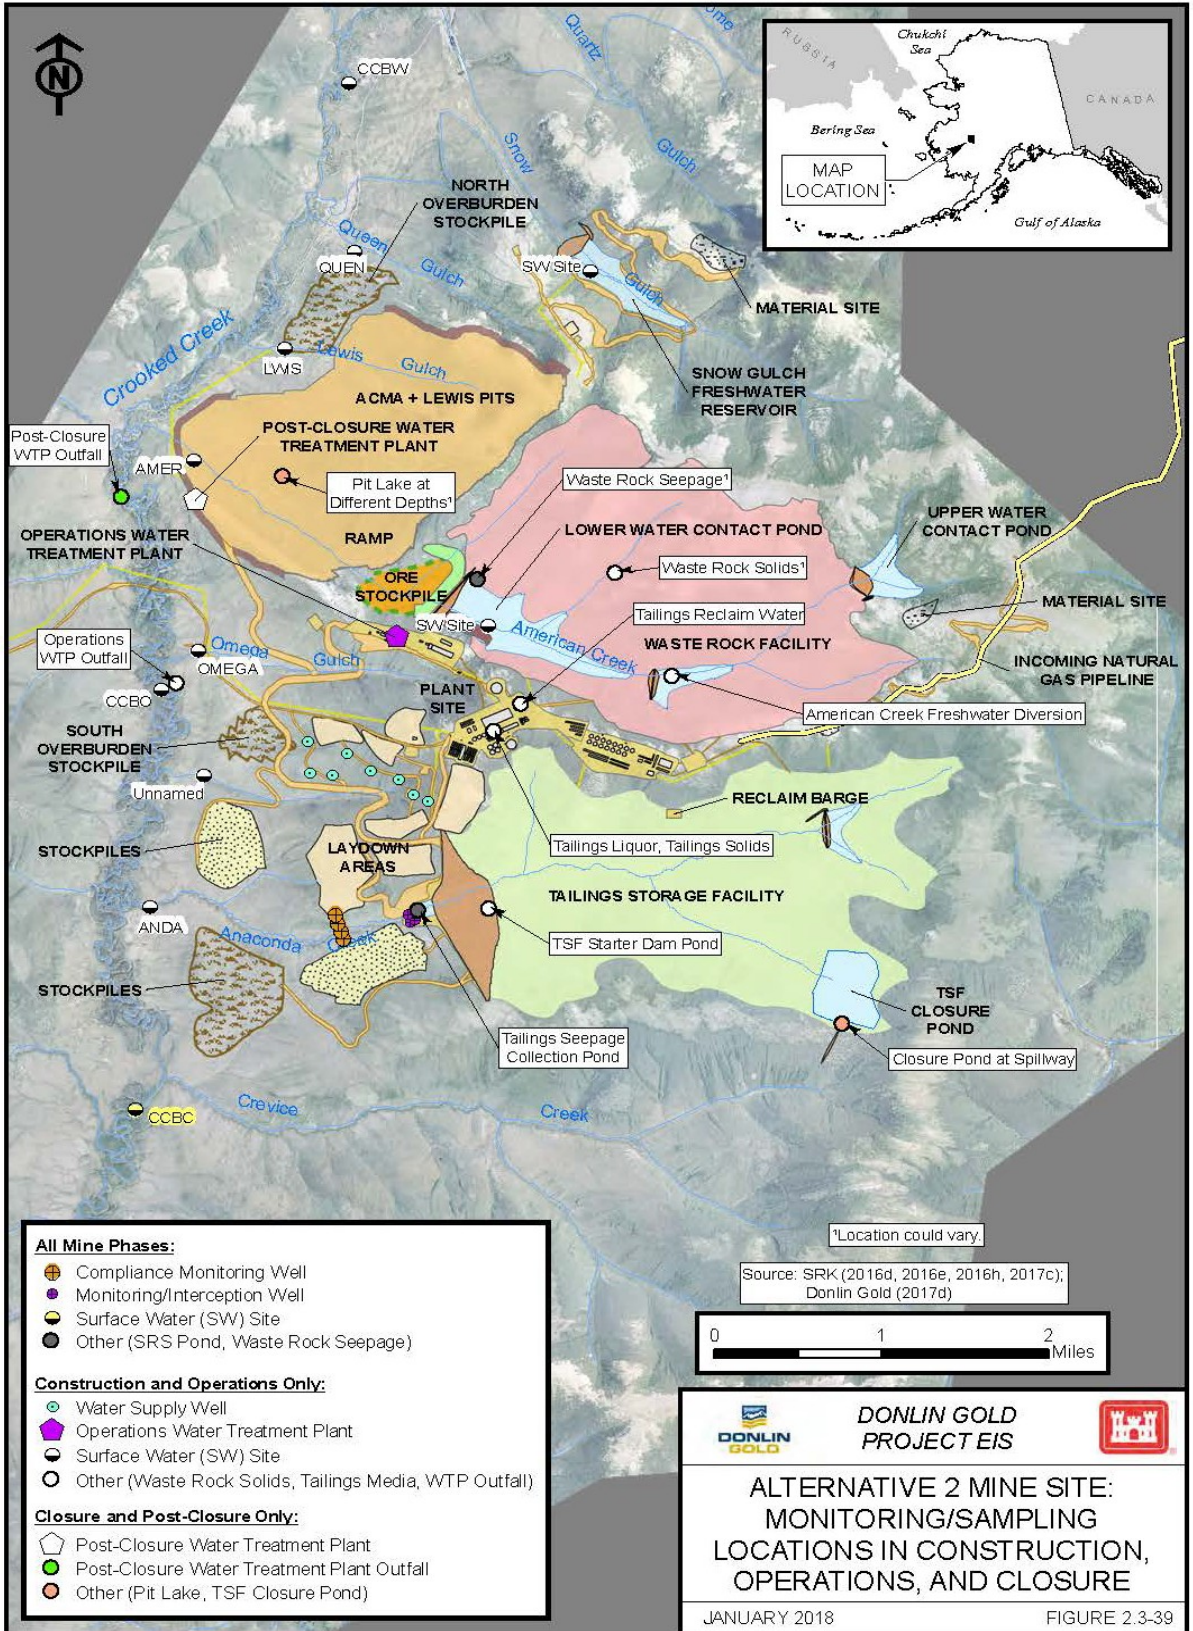 N
CCBW
Quartz
Gulch
Snow
Gulch
RUSSIA
Chukchi
Sea
CANADA
Bering Sea
MAP
LOCATION
Gulf of Alaska
NORTH
OVERBURDEN
STOCKPILE
Queen
Gulch
QUEN
SW Site
MATERIAL SITE
Crooked Creek
LWIS
Lewis
Gulch
SNOW GULCH
FRESHWATER
RESERVOIR
ACMA + LEWIS PITS
POST-CLOSURE WATER
TREATMENT PLANT
Post-Closure
WTP Outfall
AMER
Pit Lake at
Different Depths¹
Waste Rock Seepage¹
OPERATIONS WATER
TREATMENT PLANT
RAMP
LOWER WATER CONTACT POND
UPPER WATER
CONTACT POND
ORE
STOCKPILE
Waste Rock Solids¹
MATERIAL SITE
Tailings Reclaim Water
SW Site
American Creek
WASTE ROCK FACILITY
Operations
WTP Outfall
Omega
Gulch
OMEGA
INCOMING NATURAL
GAS PIPELINE
CCBO
PLANT
SITE
American Creek Freshwater Diversion
SOUTH
OVERBURDEN
STOCKPILE
Unnamed
RECLAIM BARGE
STOCKPILES
LAYDOWN
AREAS
Tailings Liquor, Tailings Solids
TAILINGS STORAGE FACILITY
ANDA
Anaconda
Creek
TSF Starter Dam Pond
STOCKPILES
TSF
CLOSURE
POND
Tailings Seepage
Collection Pond
Closure Pond at Spillway
CCBC
Crevice
Creek
All Mine Phases:
Compliance Monitoring Well
Monitoring/Interception Well
Surface Water (SW) Site
Other (SRS Pond, Waste Rock Seepage)
Construction and Operations Only:
Water Supply Well
Operations Water Treatment Plant
Surface Water (SW) Site
Other (Waste Rock Solids, Tailings Media, WTP Outfall)
Closure and Post-Closure Only:
Post-Closure Water Treatment Plant
Post-Closure Water Treatment Plant Outfall
Other (Pit Lake, TSF Closure Pond)
¹Location could vary.
Source: SRK (2016d, 2016e, 2016h, 2017c);
Donlin Gold (2017d)
0 1 2
Miles
DONLIN
GOLD
DONLIN GOLD
PROJECT EIS
ALTERNATIVE 2 MINE SITE:
MONITORING/SAMPLING
LOCATIONS IN CONSTRUCTION,
OPERATIONS, AND CLOSURE
JANUARY 2018 FIGURE 2.3-39